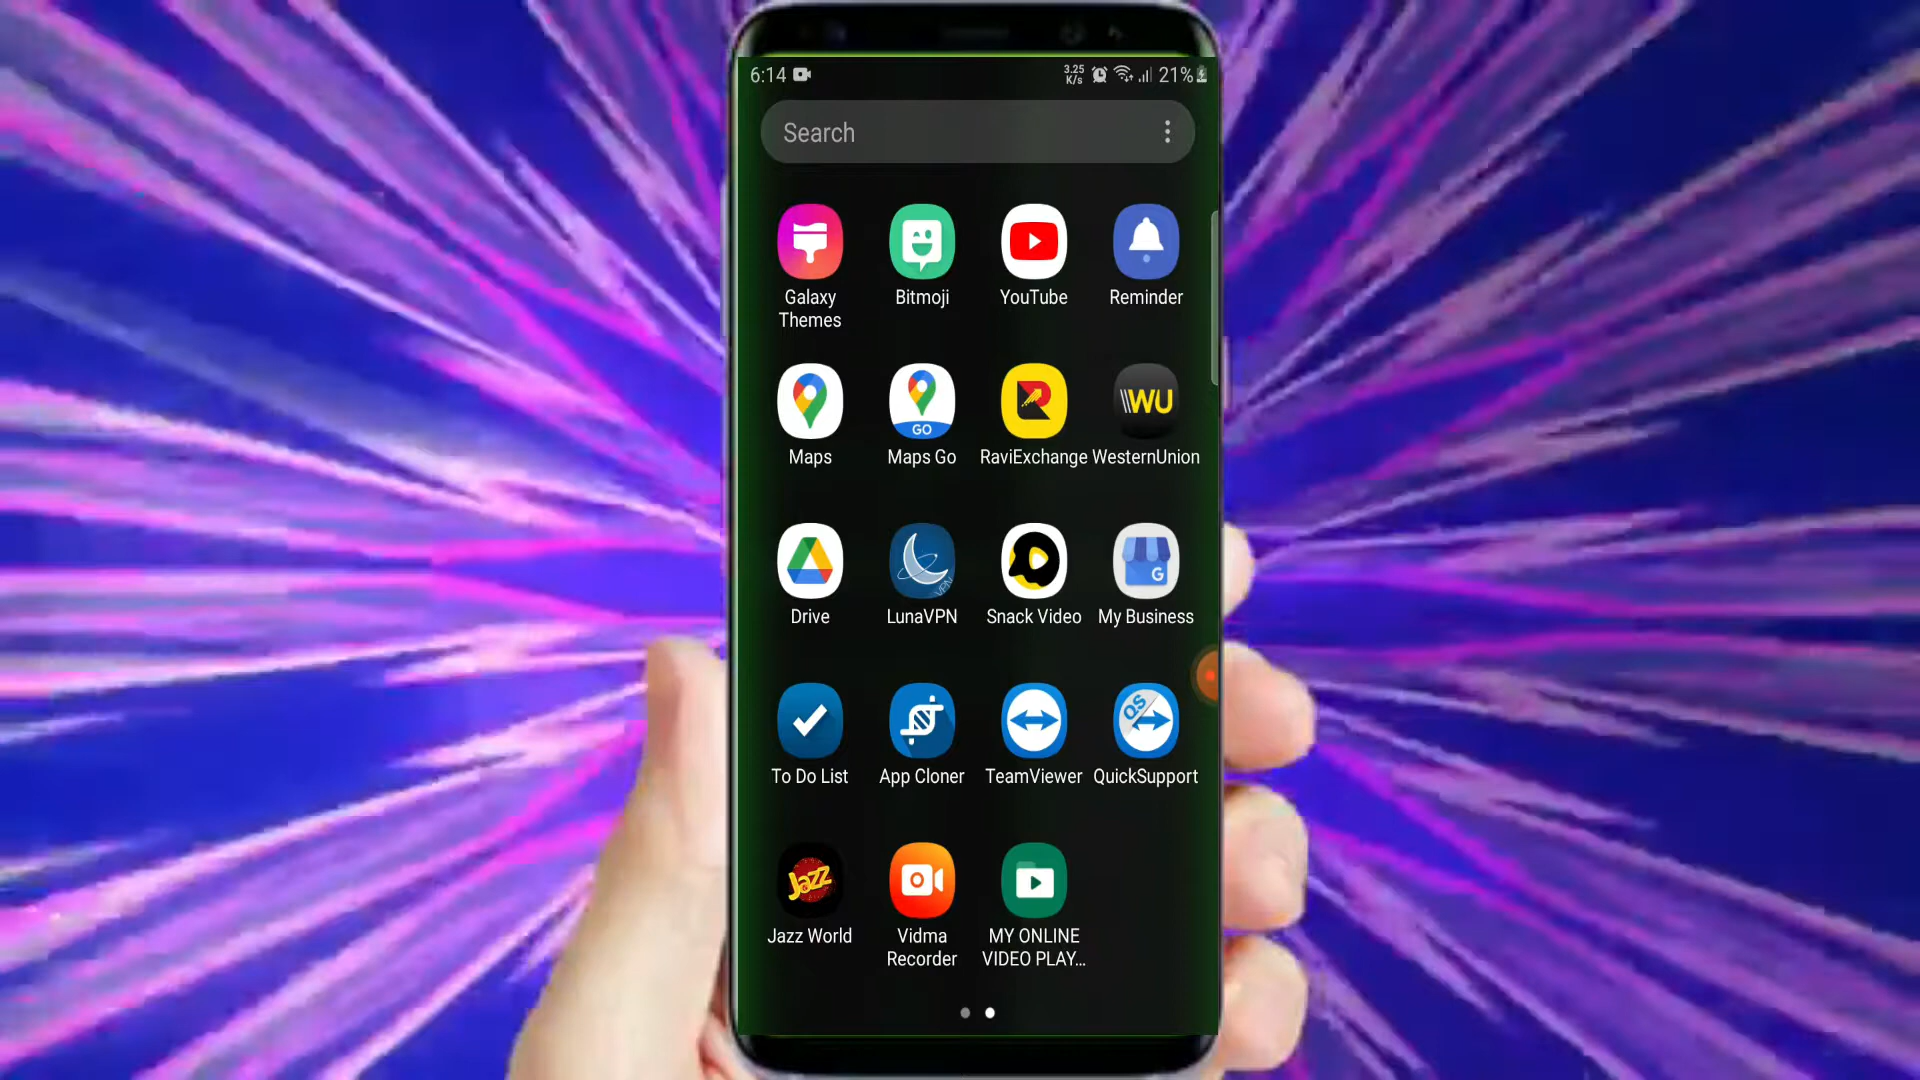 6:14
3.25
K/s
21%
Search
Galaxy
Themes
Bitmoji
YouTube
Reminder
GO
WU
Maps
Maps Go
RaviExchange
WesternUnion
VPN
G
Drive
LunaVPN
Snack Video
My Business
QS
To Do List
App Cloner
TeamViewer
QuickSupport
Jazz
Jazz World
Vidma
Recorder
MY ONLINE
VIDEO PLAY...